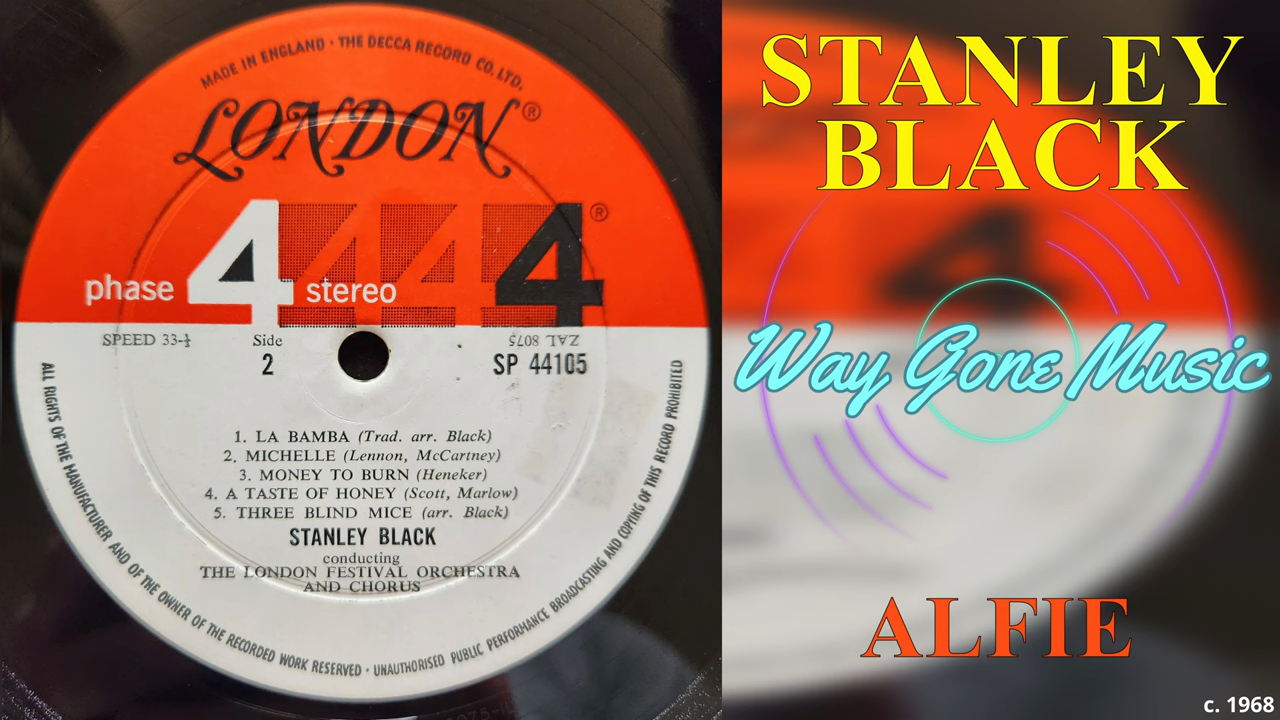 MADE IN ENGLAND · THE DECCA RECORD CO. LTD.
LONDON®
phase 4 stereo 4 4 4®
SPEED 33-⅓
Side
2
ZAL 8075
SP 44105
1. LA BAMBA (Trad. arr. Black)
2. MICHELLE (Lennon, McCartney)
3. MONEY TO BURN (Heneker)
4. A TASTE OF HONEY (Scott, Marlow)
5. THREE BLIND MICE (arr. Black)
STANLEY BLACK
conducting
THE LONDON FESTIVAL ORCHESTRA
AND CHORUS
ALL RIGHTS OF THE MANUFACTURER AND OF THE OWNER OF THE RECORDED WORK RESERVED · UNAUTHORISED PUBLIC PERFORMANCE BROADCASTING AND COPYING OF THIS RECORD PROHIBITED
STANLEY
BLACK
4
Way Gone Music
ALFIE
c. 1968